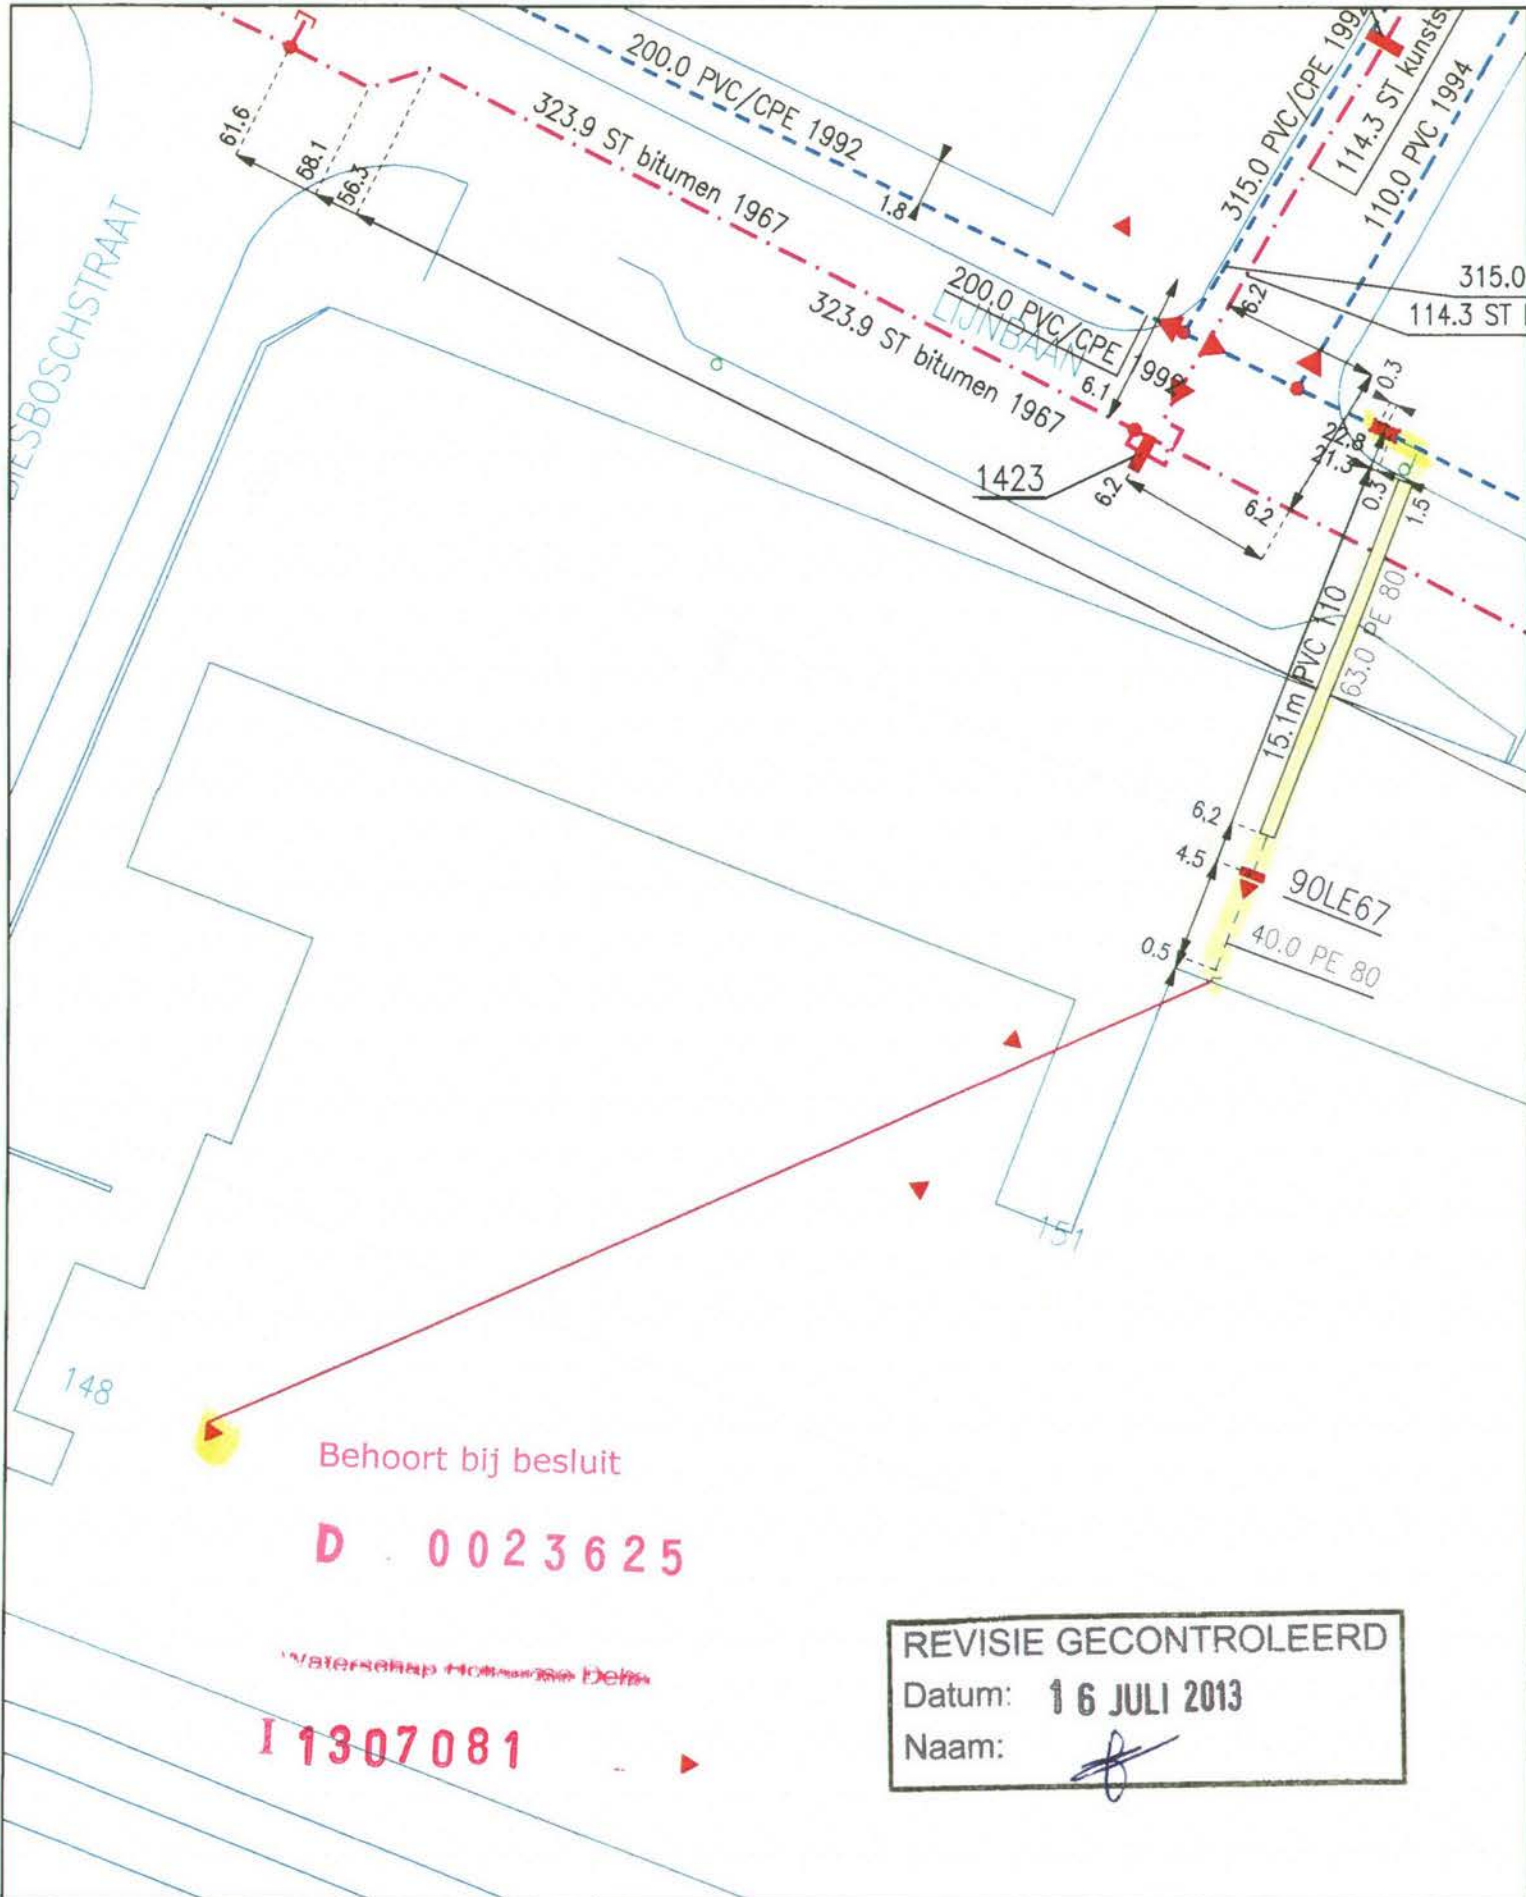 200.0 PVC/CPE 1992
315.0 PVC/CPE 199
114.3 ST kunsts
110.0 PVC 1994
61.6
58.1
56.3
323.9 ST bitumen 1967
1.8
IESBOSCHSTRAAT
315.0
114.3 ST
200.0 PVC/CPE 1992
LIJNBAAN
323.9 ST bitumen 1967
6.1
6.2
0.3
22.8
21.3
0.3
1.5
1423
6.2
6.2
15.1m PVC 110
63.0 PE 80
6.2
4.5
90LE67
0.5
40.0 PE 80
151
148
Behoort bij besluit
D 0023625
Waterschap
I 1307081
REVISIE GECONTROLEERD
Datum: 16 JULI 2013
Naam: